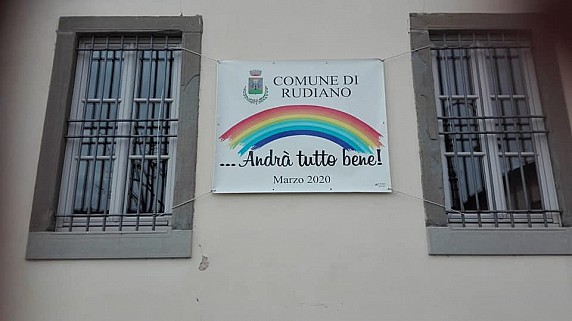 COMUNE DI
RUDIANO
... Andrà tutto bene!
Marzo 2020